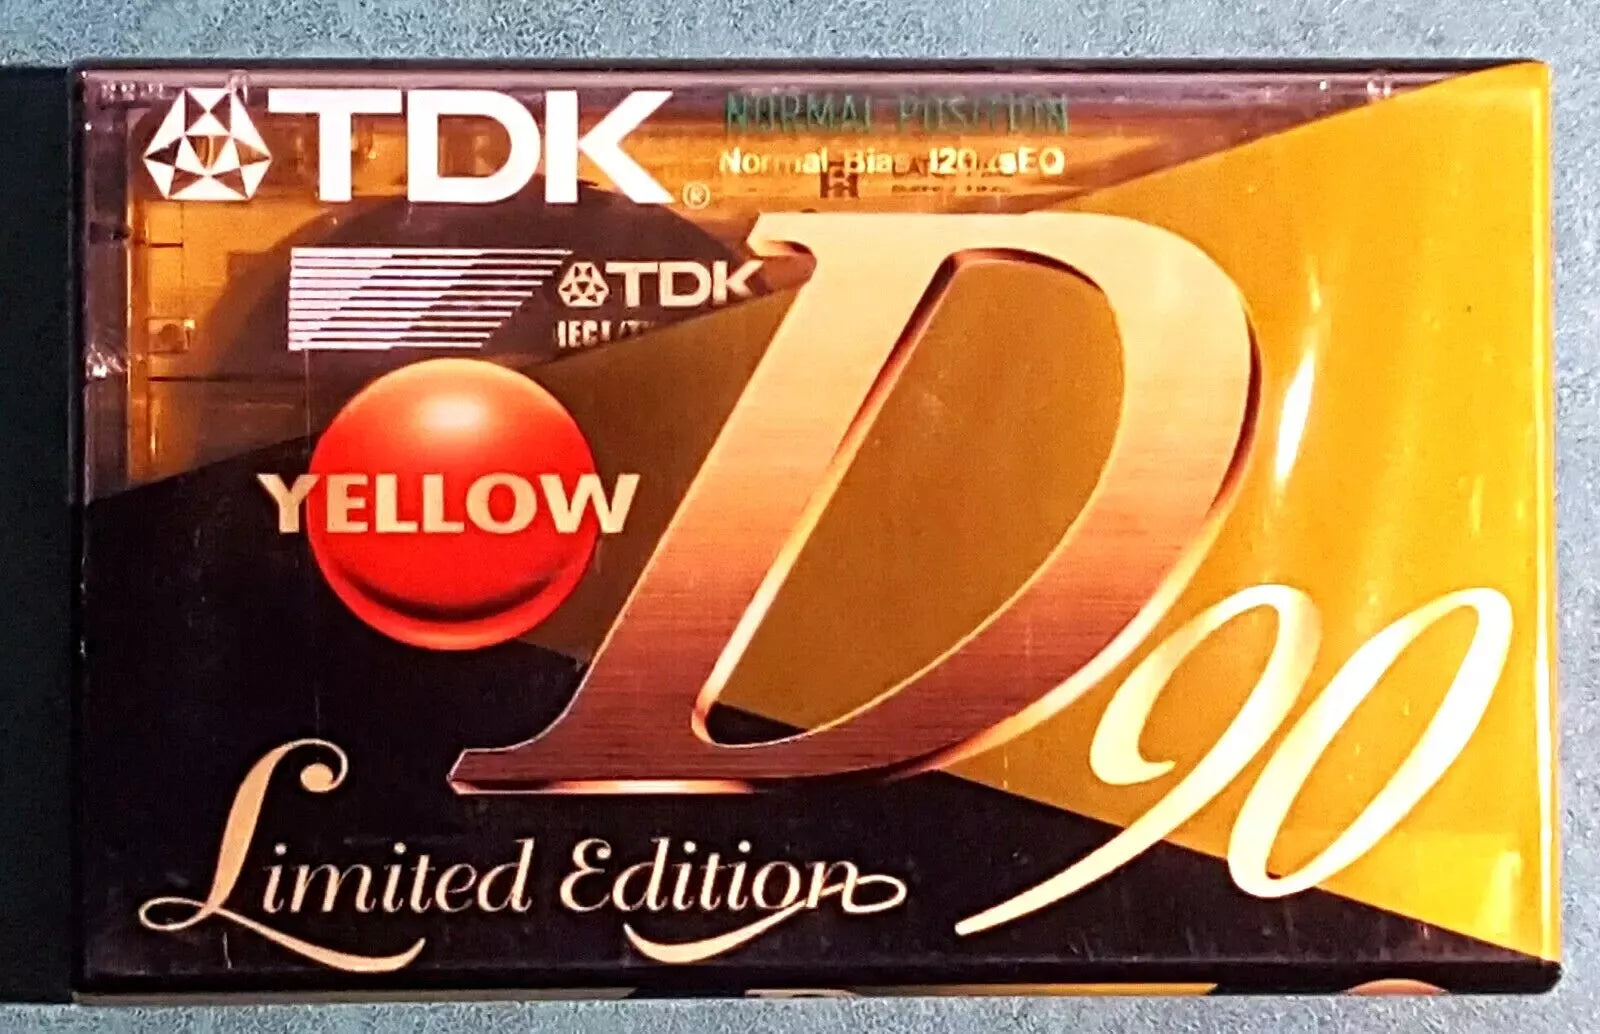 TDK®
NORMAL POSITION
Normal Bias 120μsEQ
TDK
YELLOW
D 90
Limited Edition